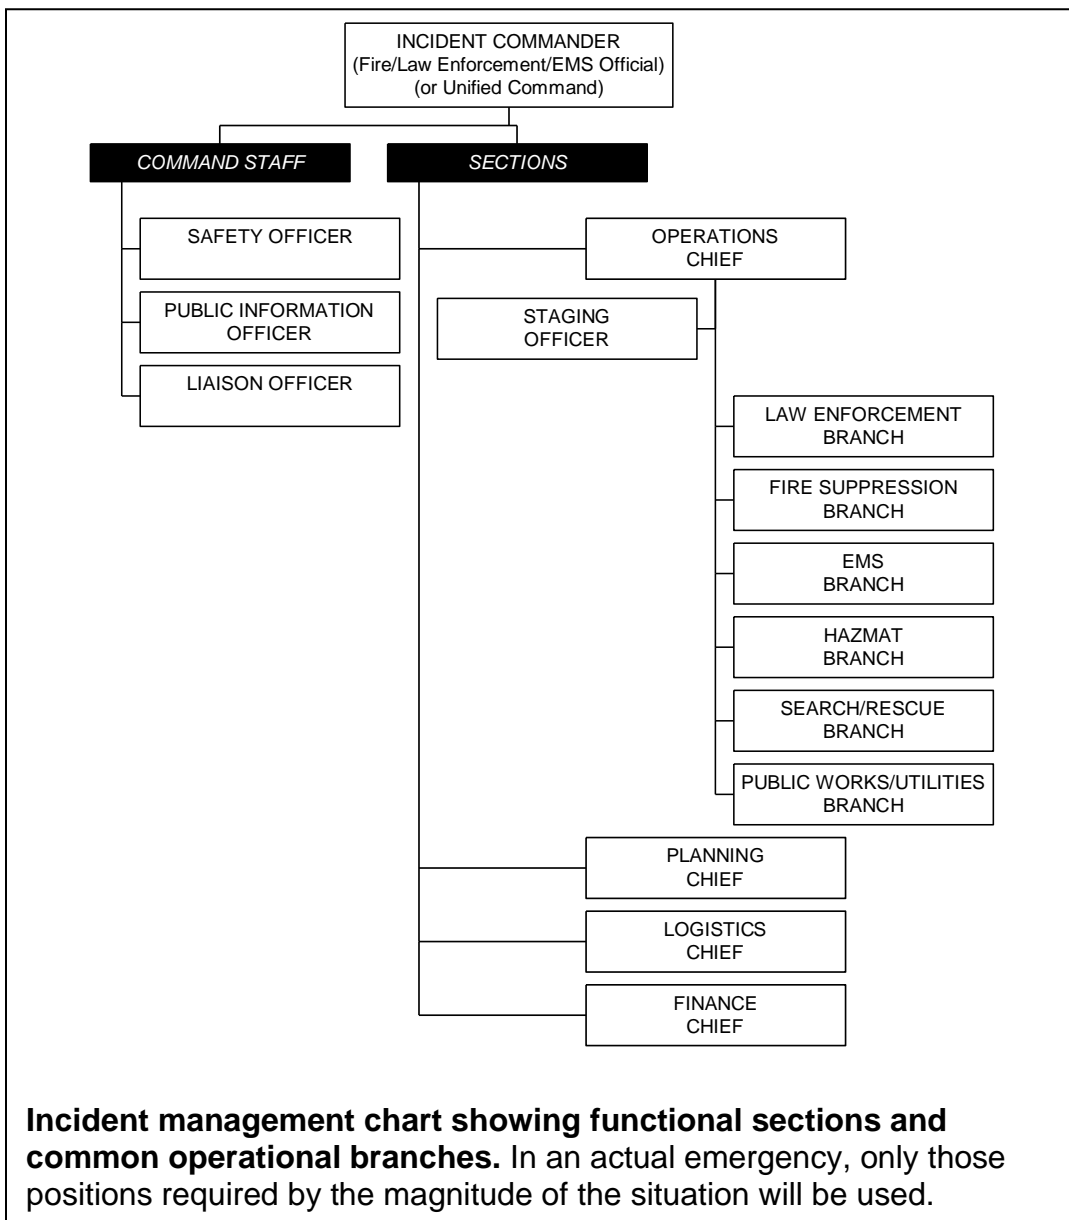 INCIDENT COMMANDER
(Fire/Law Enforcement/EMS Official)
(or Unified Command)
COMMAND STAFF
SECTIONS
SAFETY OFFICER
PUBLIC INFORMATION
OFFICER
LIAISON OFFICER
OPERATIONS
CHIEF
STAGING
OFFICER
LAW ENFORCEMENT
BRANCH
FIRE SUPPRESSION
BRANCH
EMS
BRANCH
HAZMAT
BRANCH
SEARCH/RESCUE
BRANCH
PUBLIC WORKS/UTILITIES
BRANCH
PLANNING
CHIEF
LOGISTICS
CHIEF
FINANCE
CHIEF
Incident management chart showing functional sections and
common operational branches. In an actual emergency, only those
positions required by the magnitude of the situation will be used.